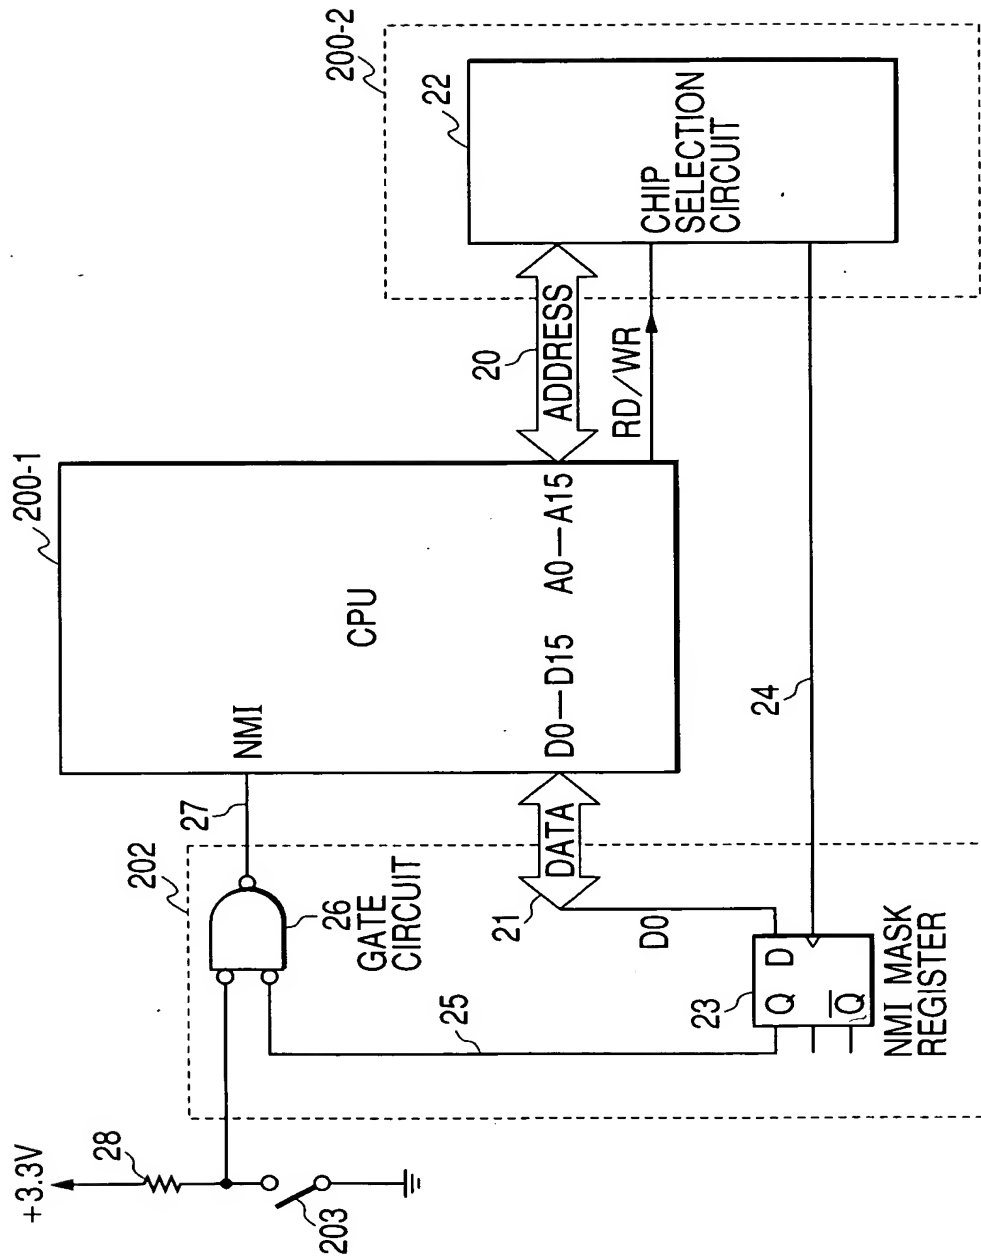 200-2
22
CHIP
SELECTION
CIRCUIT
20
ADDRESS
RD/WR
200-1
CPU
NMI
D0—D15
A0—A15
24
27
202
26
GATE
CIRCUIT
21
DATA
D0
25
23
Q
D
Q̅
NMI MASK
REGISTER
+3.3V
28
203